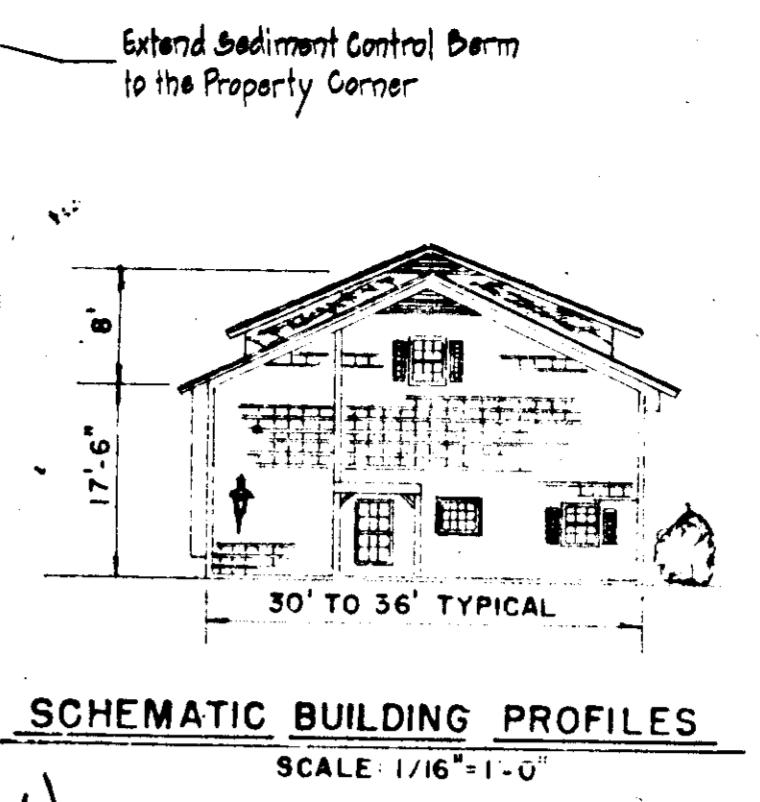 Extend Sediment Control Berm
to the Property Corner
8'
17'-6"
30' TO 36' TYPICAL
SCHEMATIC BUILDING PROFILES
SCALE: 1/16"=1'-0"